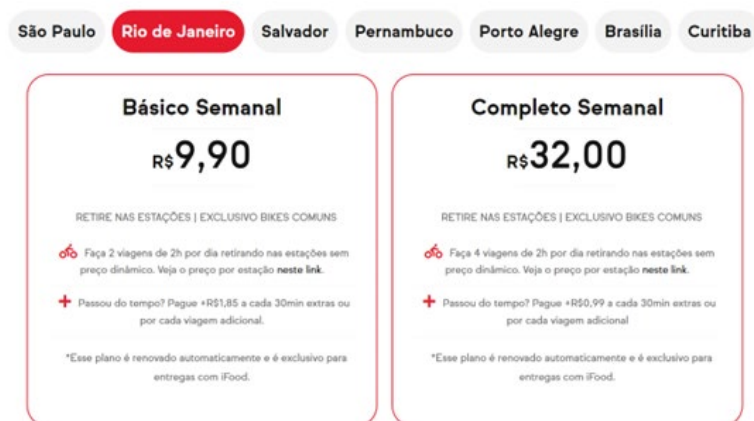 São Paulo Rio de Janeiro Salvador Pernambuco Porto Alegre Brasília Curitiba
Básico Semanal
R$9,90
RETIRE NAS ESTAÇÕES | EXCLUSIVO BIKES COMUNS
Faça 2 viagens de 2h por dia retirando nas estações sem
preço dinâmico. Veja o preço por estação neste link.
+ Passou do tempo? Pague +R$1,85 a cada 30min extras ou
por cada viagem adicional.
*Esse plano é renovado automaticamente e é exclusivo para
entregas com iFood.
Completo Semanal
R$32,00
RETIRE NAS ESTAÇÕES | EXCLUSIVO BIKES COMUNS
Faça 4 viagens de 2h por dia retirando nas estações sem
preço dinâmico. Veja o preço por estação neste link.
+ Passou do tempo? Pague +R$0,99 a cada 30min extras ou
por cada viagem adicional
*Esse plano é renovado automaticamente e é exclusivo para
entregas com iFood.